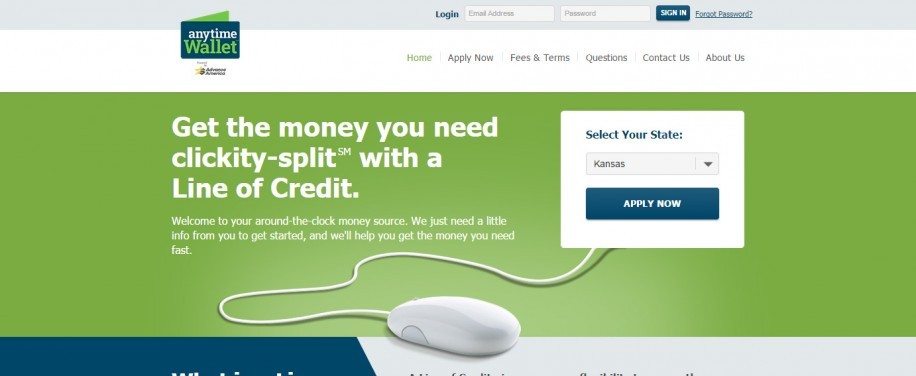 Login Email Address Password SIGN IN Forgot Password?
anytime
Wallet
Advance
America
Home Apply Now Fees & Terms Questions Contact Us About Us
Get the money you need
clickity-split℠ with a
Line of Credit.
Welcome to your around-the-clock money source. We just need a little
info from you to get started, and we'll help you get the money you need
fast.
Select Your State:
Kansas
APPLY NOW